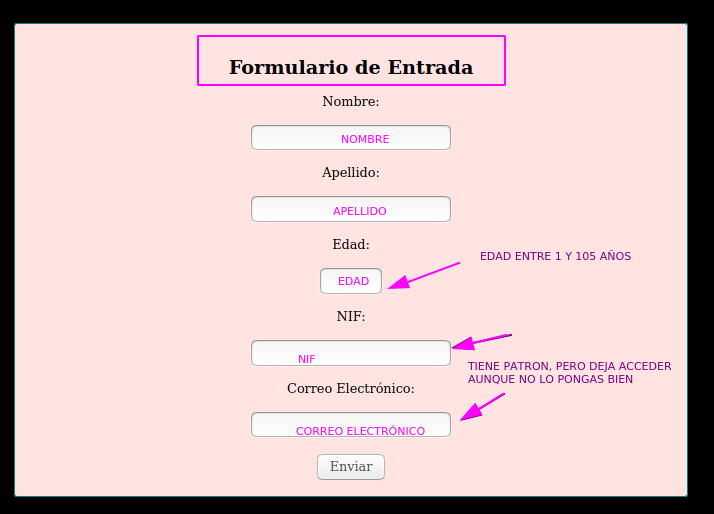 Formulario de Entrada
Nombre:
NOMBRE
Apellido:
APELLIDO
Edad:
EDAD ENTRE 1 Y 105 AÑOS
EDAD
NIF:
NIF
TIENE PATRON, PERO DEJA ACCEDER
AUNQUE NO LO PONGAS BIEN
Correo Electrónico:
CORREO ELECTRÓNICO
Enviar